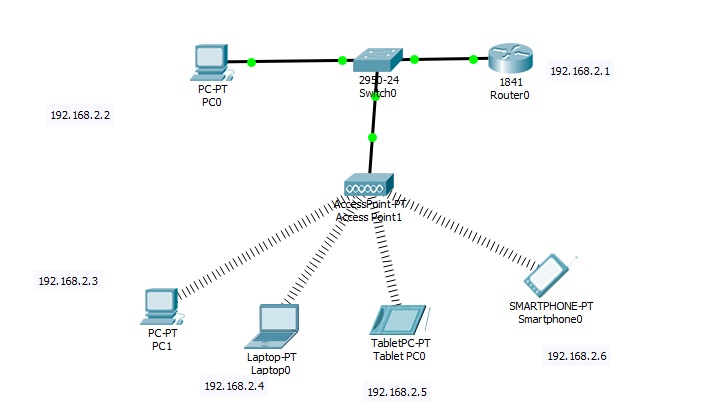 192.168.2.1
2950-24
Switch0
1841
Router0
PC-PT
PC0
192.168.2.2
AccessPoint-PT
Access Point1
192.168.2.3
PC-PT
PC1
Laptop-PT
Laptop0
192.168.2.4
TabletPC-PT
Tablet PC0
192.168.2.5
SMARTPHONE-PT
Smartphone0
192.168.2.6